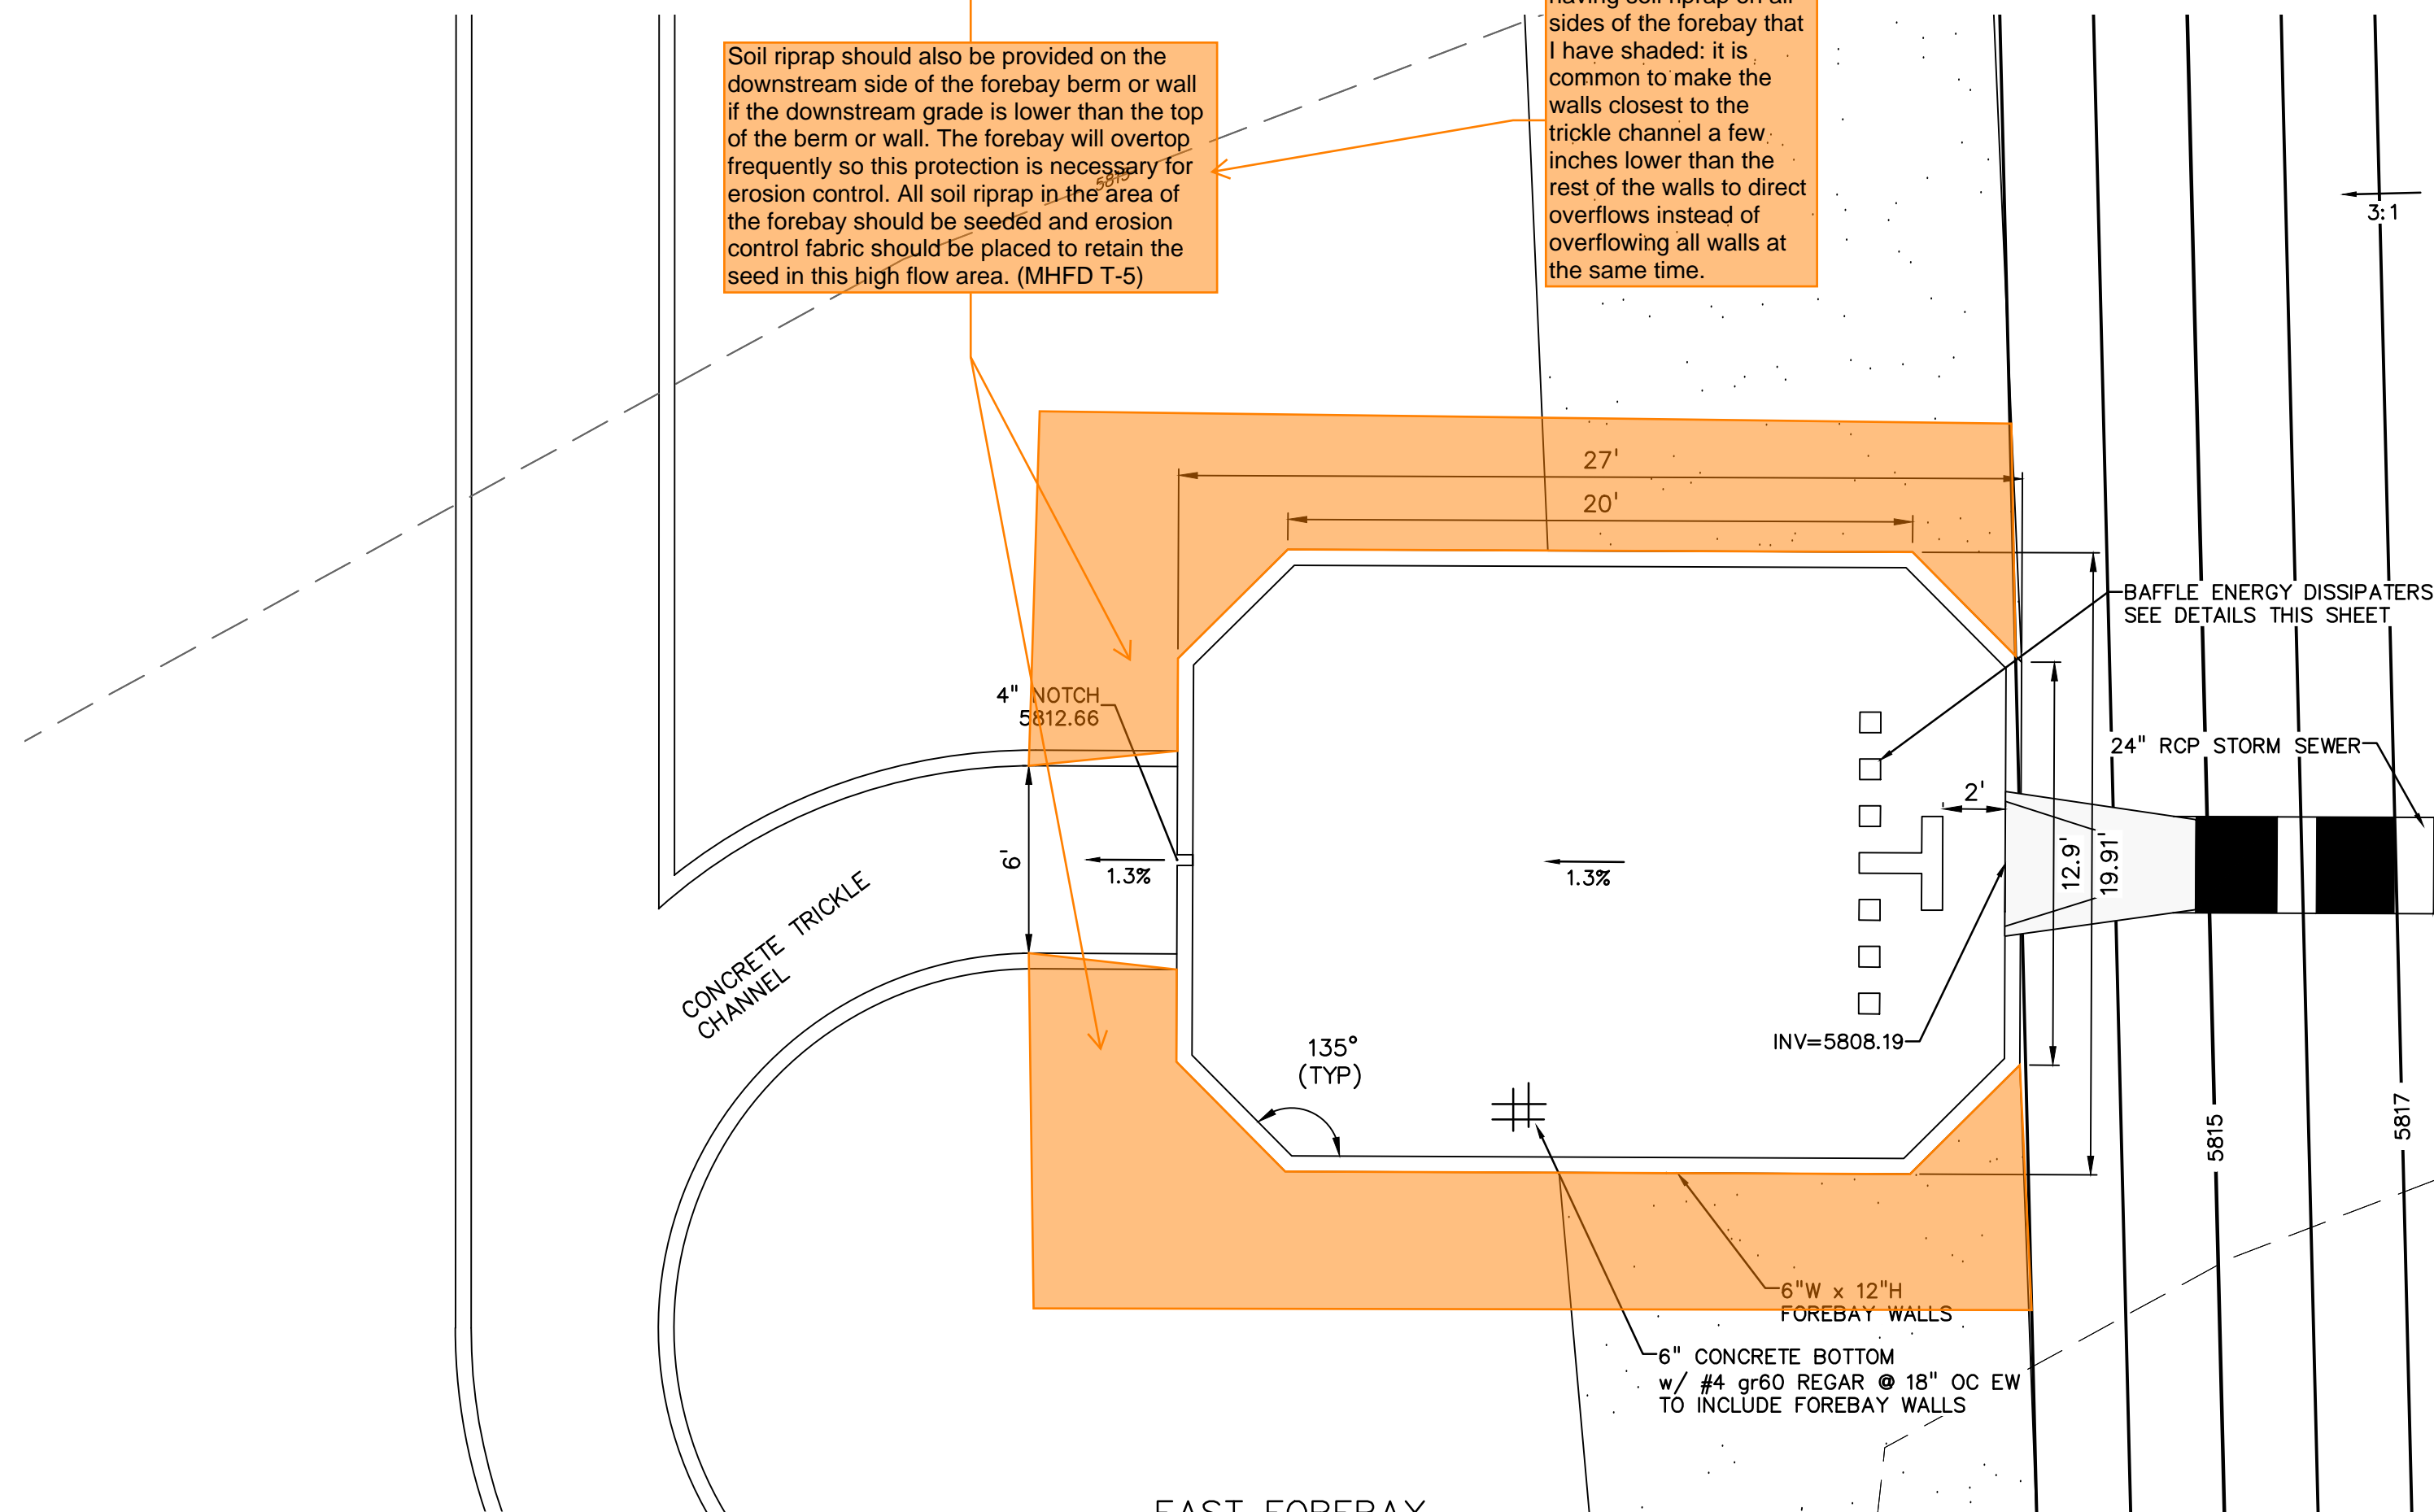 Soil riprap should also be provided on the
downstream side of the forebay berm or wall
if the downstream grade is lower than the top
of the berm or wall. The forebay will overtop
frequently so this protection is necessary for
erosion control. All soil riprap in the area of
the forebay should be seeded and erosion
control fabric should be placed to retain the
seed in this high flow area. (MHFD T-5)
having soil riprap on all
sides of the forebay that
I have shaded: it is
common to make the
walls closest to the
trickle channel a few
inches lower than the
rest of the walls to direct
overflows instead of
overflowing all walls at
the same time.
5815
3:1
27'
20'
BAFFLE ENERGY DISSIPATERS
SEE DETAILS THIS SHEET
4" NOTCH
5812.66
24" RCP STORM SEWER
2'
6'
1.3%
1.3%
12.9'
19.91'
CONCRETE TRICKLE
CHANNEL
INV=5808.19
135°
(TYP)
5815
5817
6"W x 12"H
FOREBAY WALLS
6" CONCRETE BOTTOM
w/ #4 gr60 REGAR @ 18" OC EW
TO INCLUDE FOREBAY WALLS
EAST FOREBAY